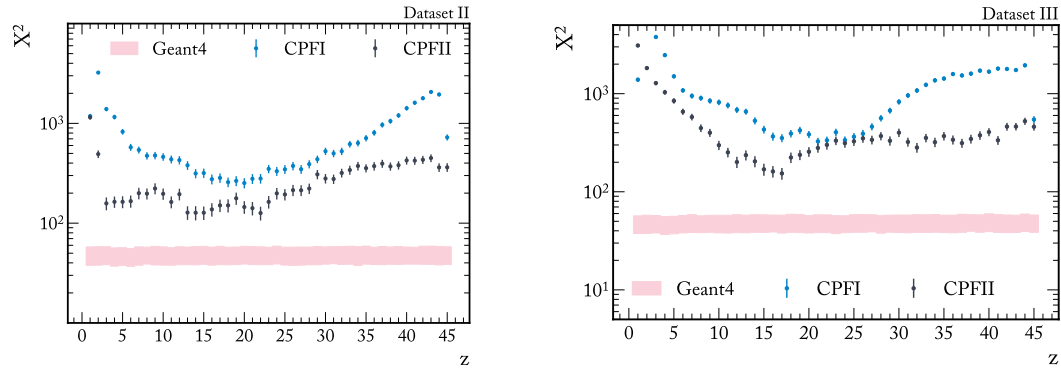 Dataset II
X²
Geant4 CPFI CPFII
10³
10²
0 5 10 15 20 25 30 35 40 45
z
Dataset III
X²
10³
10²
10¹
Geant4 CPFI CPFII
0 5 10 15 20 25 30 35 40 45
z